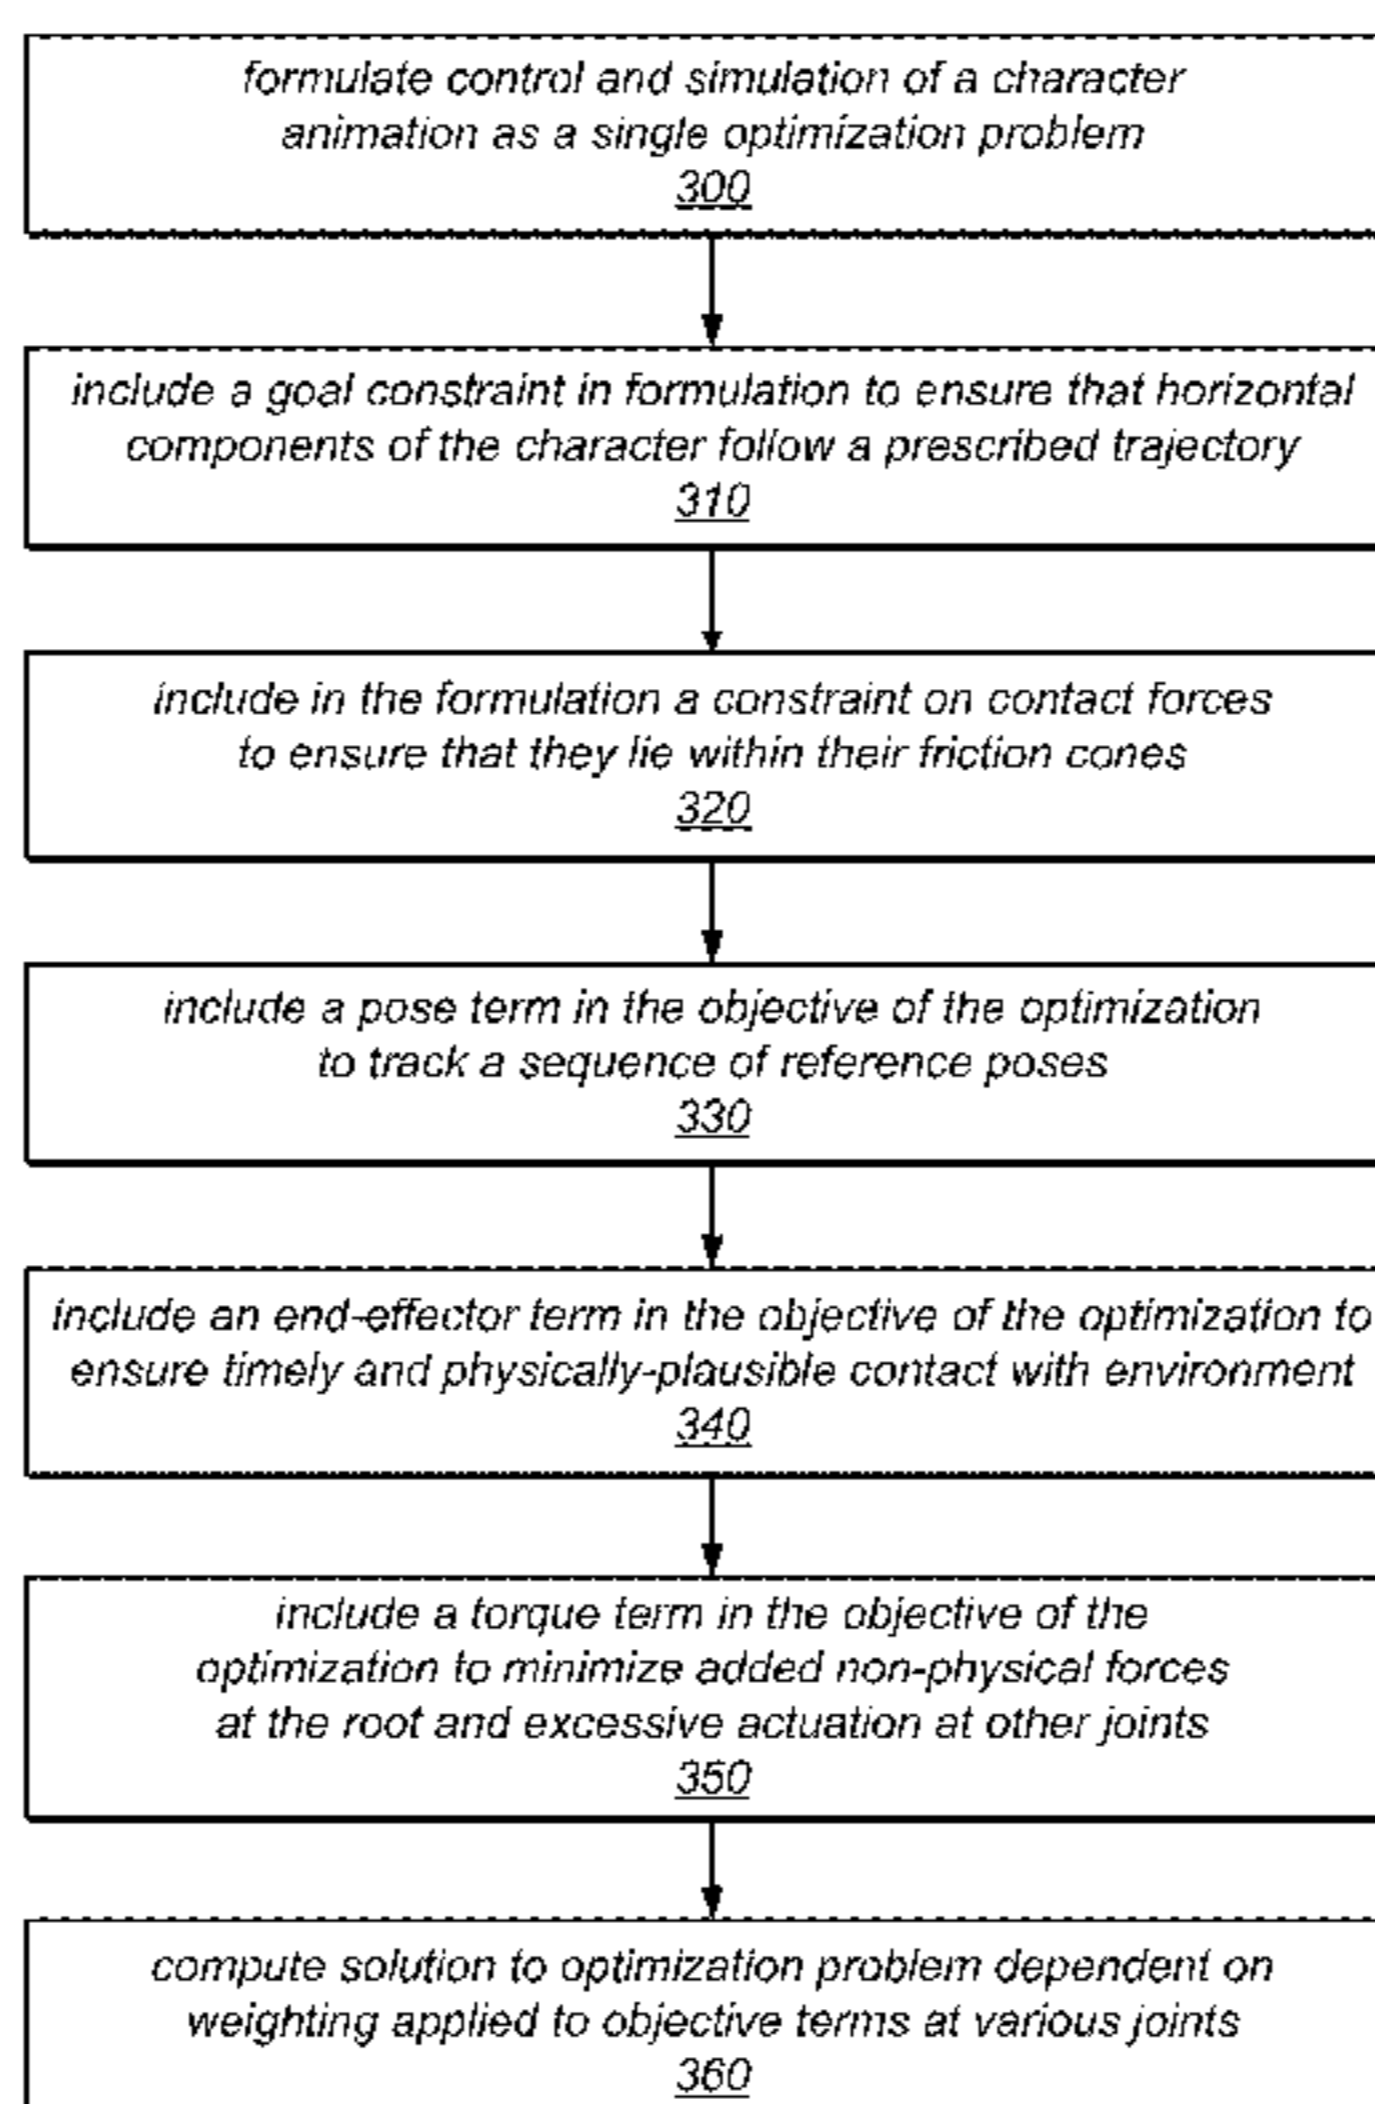 formulate control and simulation of a character
animation as a single optimization problem
300
include a goal constraint in formulation to ensure that horizontal
components of the character follow a prescribed trajectory
310
include in the formulation a constraint on contact forces
to ensure that they lie within their friction cones
320
include a pose term in the objective of the optimization
to track a sequence of reference poses
330
include an end-effector term in the objective of the optimization to
ensure timely and physically-plausible contact with environment
340
include a torque term in the objective of the
optimization to minimize added non-physical forces
at the root and excessive actuation at other joints
350
compute solution to optimization problem dependent on
weighting applied to objective terms at various joints
360